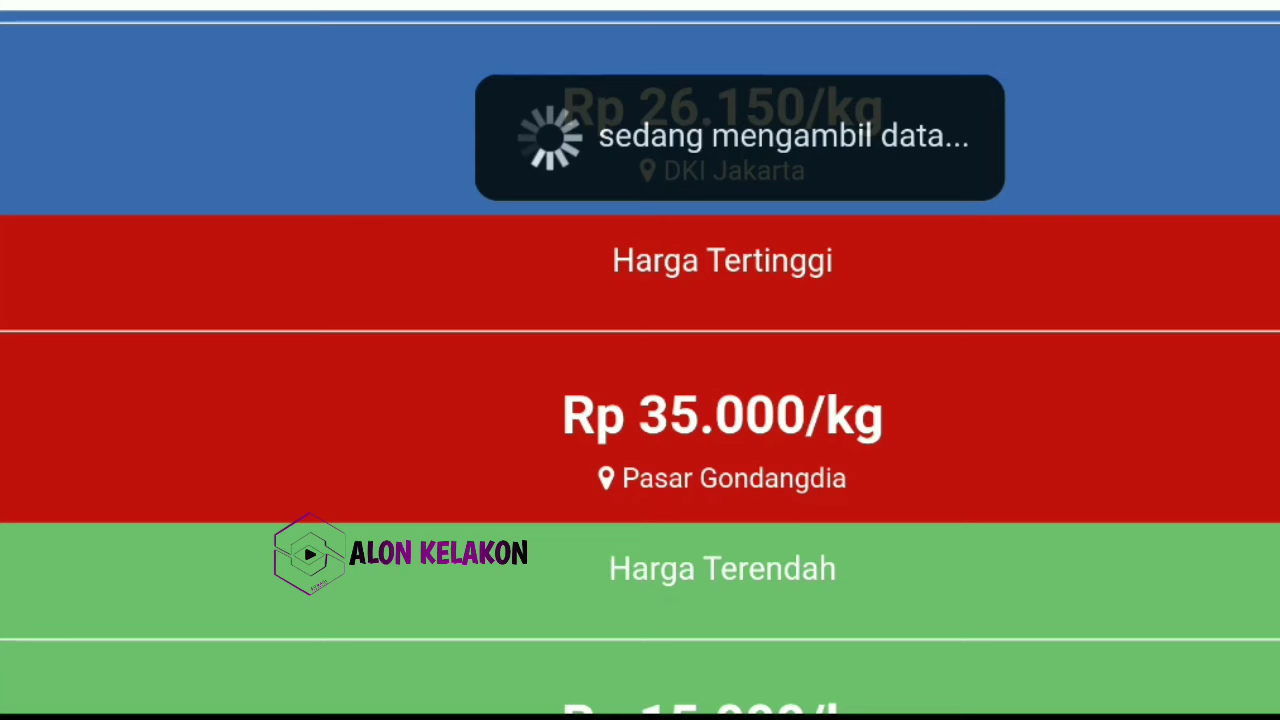 Rp 26.150/kg
sedang mengambil data...
DKI Jakarta
Harga Tertinggi
Rp 35.000/kg
Pasar Gondangdia
ALON KELAKON
Harga Terendah